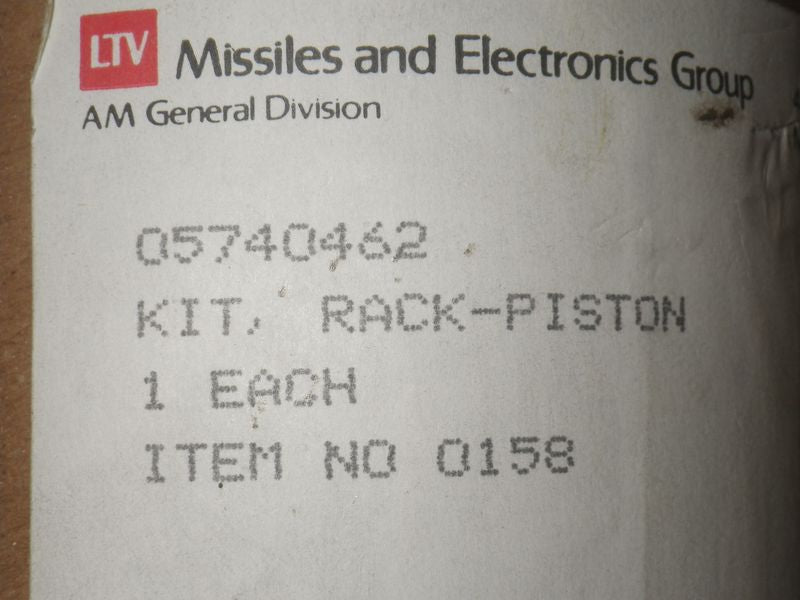 LTV Missiles and Electronics Group
AM General Division
05740462
KIT, RACK-PISTON
1 EACH
ITEM NO 0158